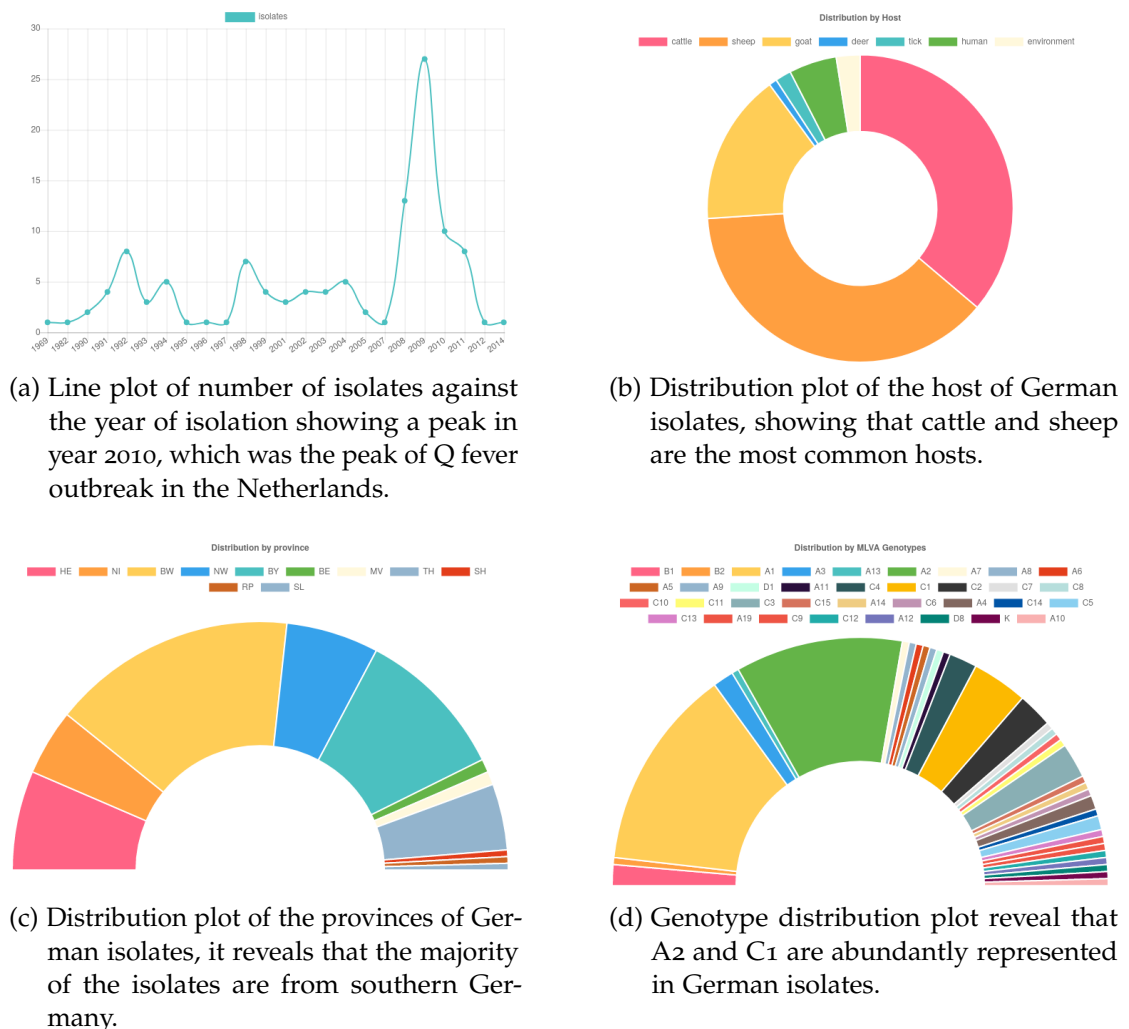 isolates
30
25
20
15
10
5
0
1969 1982 1990 1991 1992 1993 1994 1995 1996 1997 1998 1999 2001 2002 2003 2004 2005 2007 2008 2009 2010 2011 2012 2014
(a) Line plot of number of isolates against
the year of isolation showing a peak in
year 2010, which was the peak of Q fever
outbreak in the Netherlands.
Distribution by Host
cattle sheep goat deer tick human environment
(b) Distribution plot of the host of German
isolates, showing that cattle and sheep
are the most common hosts.
Distribution by province
HE NI BW NW BY BE MV TH SH
RP SL
(c) Distribution plot of the provinces of Ger-
man isolates, it reveals that the majority
of the isolates are from southern Ger-
many.
Distribution by MLVA Genotypes
B1 B2 A1 A3 A13 A2 A7 A8 A6
A5 A9 D1 A11 C4 C1 C2 C7 C8
C10 C11 C3 C15 A14 C6 A4 C14 C5
C13 A19 C9 C12 A12 D8 K A10
(d) Genotype distribution plot reveal that
A2 and C1 are abundantly represented
in German isolates.